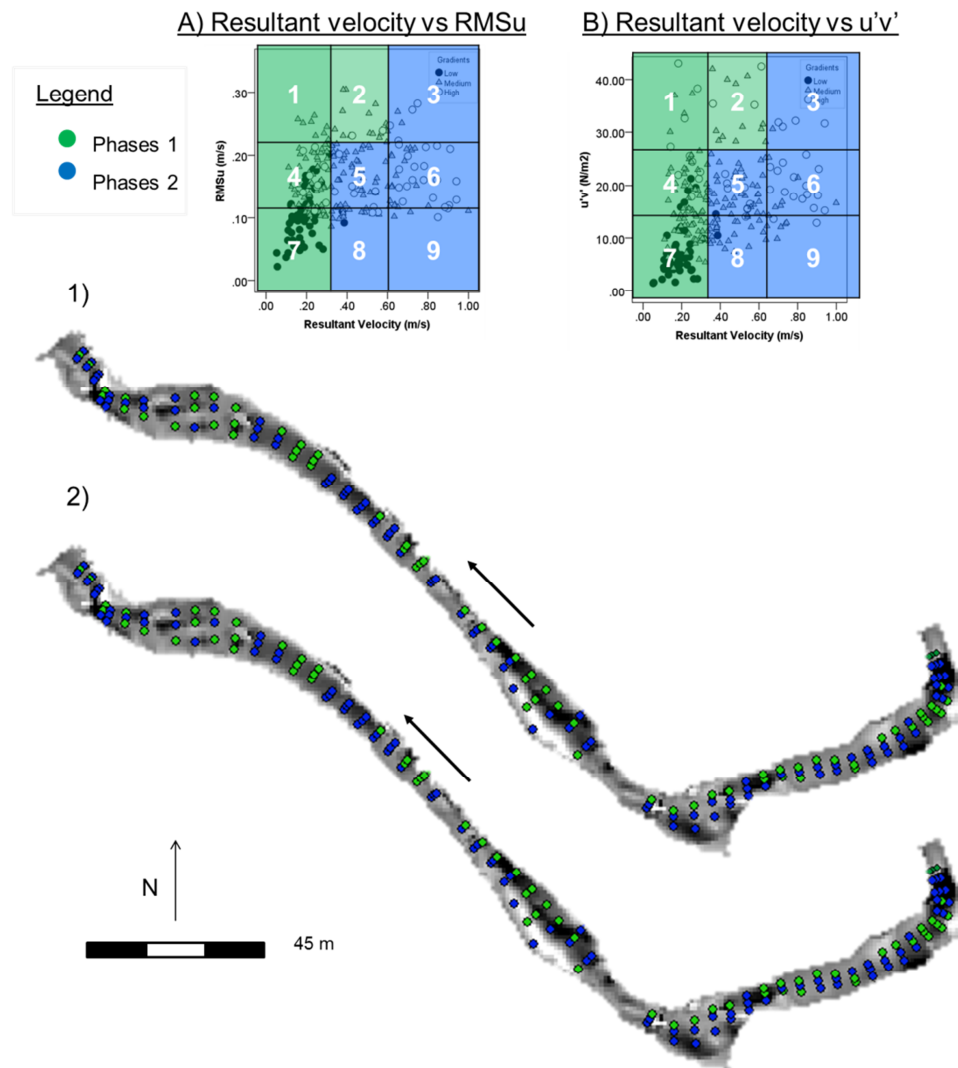 A) Resultant velocity vs RMSu
B) Resultant velocity vs u'v'
Legend
Phases 1
Phases 2
Gradients
Low
Medium
High
1 2 3
4 5 6
7 8 9
.30
.20
.10
.00
RMSu (m/s)
.00 .20 .40 .60 .80 1.00
Resultant Velocity (m/s)
Gradients
Low
Medium
High
1 2 3
4 5 6
7 8 9
40.00
30.00
20.00
10.00
.00
u'v' (N/m2)
.00 .20 .40 .60 .80 1.00
Resultant Velocity (m/s)
1)
2)
N
45 m